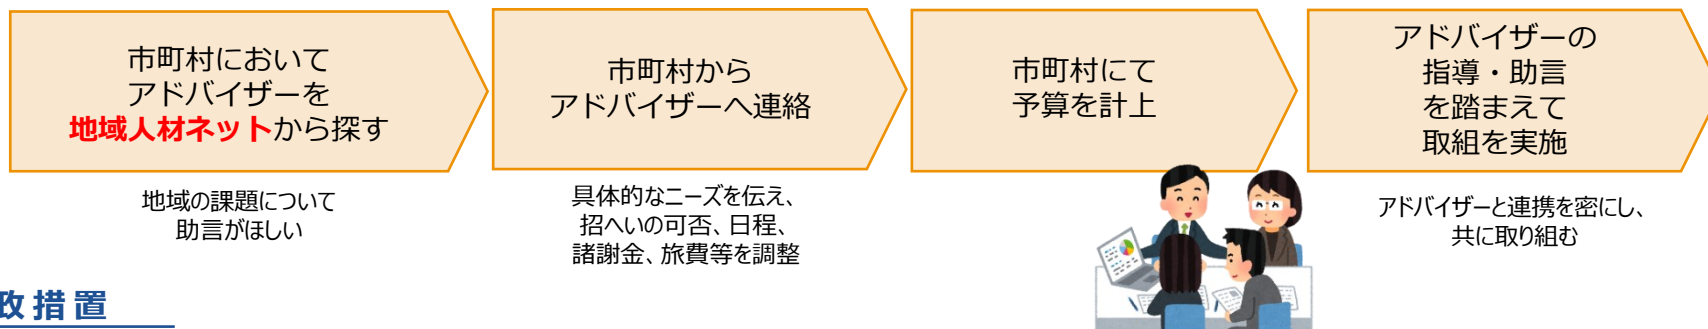 市町村において
アドバイザーを
地域人材ネットから探す
地域の課題について
助言がほしい
市町村から
アドバイザーへ連絡
具体的なニーズを伝え、
招へいの可否、日程、
諸謝金、旅費等を調整
市町村にて
予算を計上
アドバイザーの
指導・助言
を踏まえて
取組を実施
アドバイザーと連携を密にし、
共に取り組む
政措置